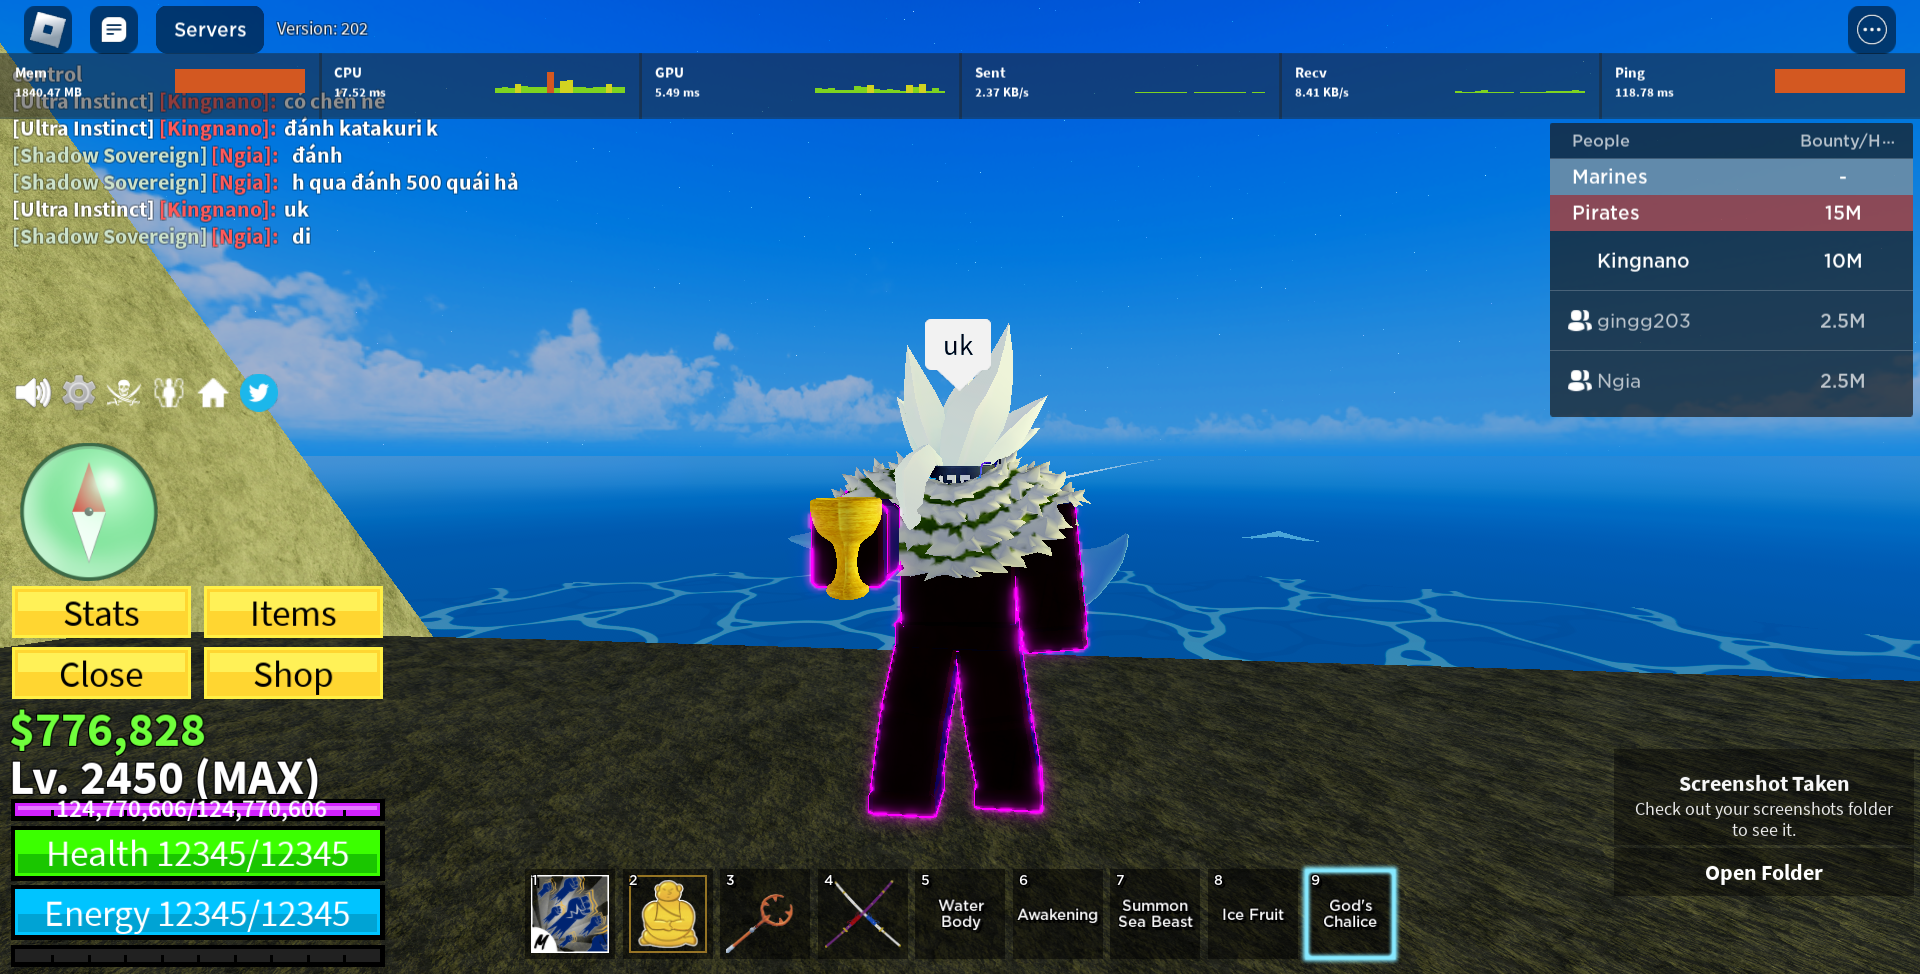 Servers
Version: 202
Mem
1840.47 MB
CPU
17.52 ms
GPU
5.49 ms
Sent
2.37 KB/s
Recv
8.41 KB/s
Ping
118.78 ms
control
[Ultra Instinct] [Kingnano]: có chén nè
[Ultra Instinct] [Kingnano]: đánh katakuri k
[Shadow Sovereign] [Ngia]: đánh
[Shadow Sovereign] [Ngia]: h qua đánh 500 quái hả
[Ultra Instinct] [Kingnano]: uk
[Shadow Sovereign] [Ngia]: di
People Bounty/H...
Marines -
Pirates 15M
Kingnano 10M
gingg203 2.5M
Ngia 2.5M
uk
Stats
Items
Close
Shop
$776,828
Lv. 2450 (MAX)
124,770,606/124,770,606
Health 12345/12345
Energy 12345/12345
1
M
2
3
4
5
Water
Body
6
Awakening
7
Summon
Sea Beast
8
Ice Fruit
9
God's
Chalice
Screenshot Taken
Check out your screenshots folder
to see it.
Open Folder